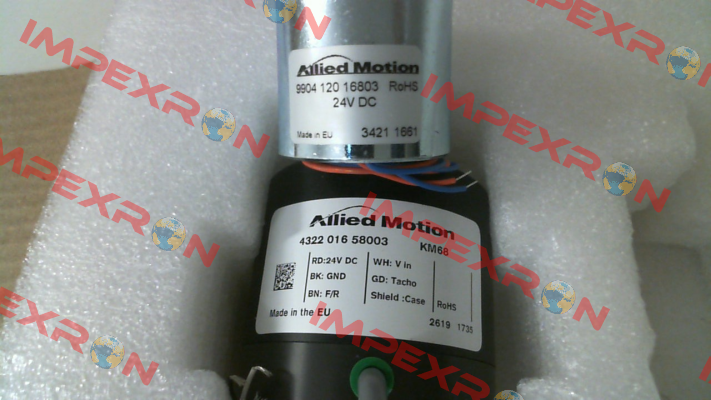 Allied Motion
9904 120 16803 RoHS
24V DC
Made in EU 3421 1661
Allied Motion
4322 016 58003 KM68
RD:24V DC WH: V in
BK: GND GD: Tacho
BN: F/R Shield :Case RoHS
Made in the EU 2619 1735
IMPEXRON
IMPEXRON
IMPEXRON
IMPEXRON
IMPEXRON
IMPEXRON